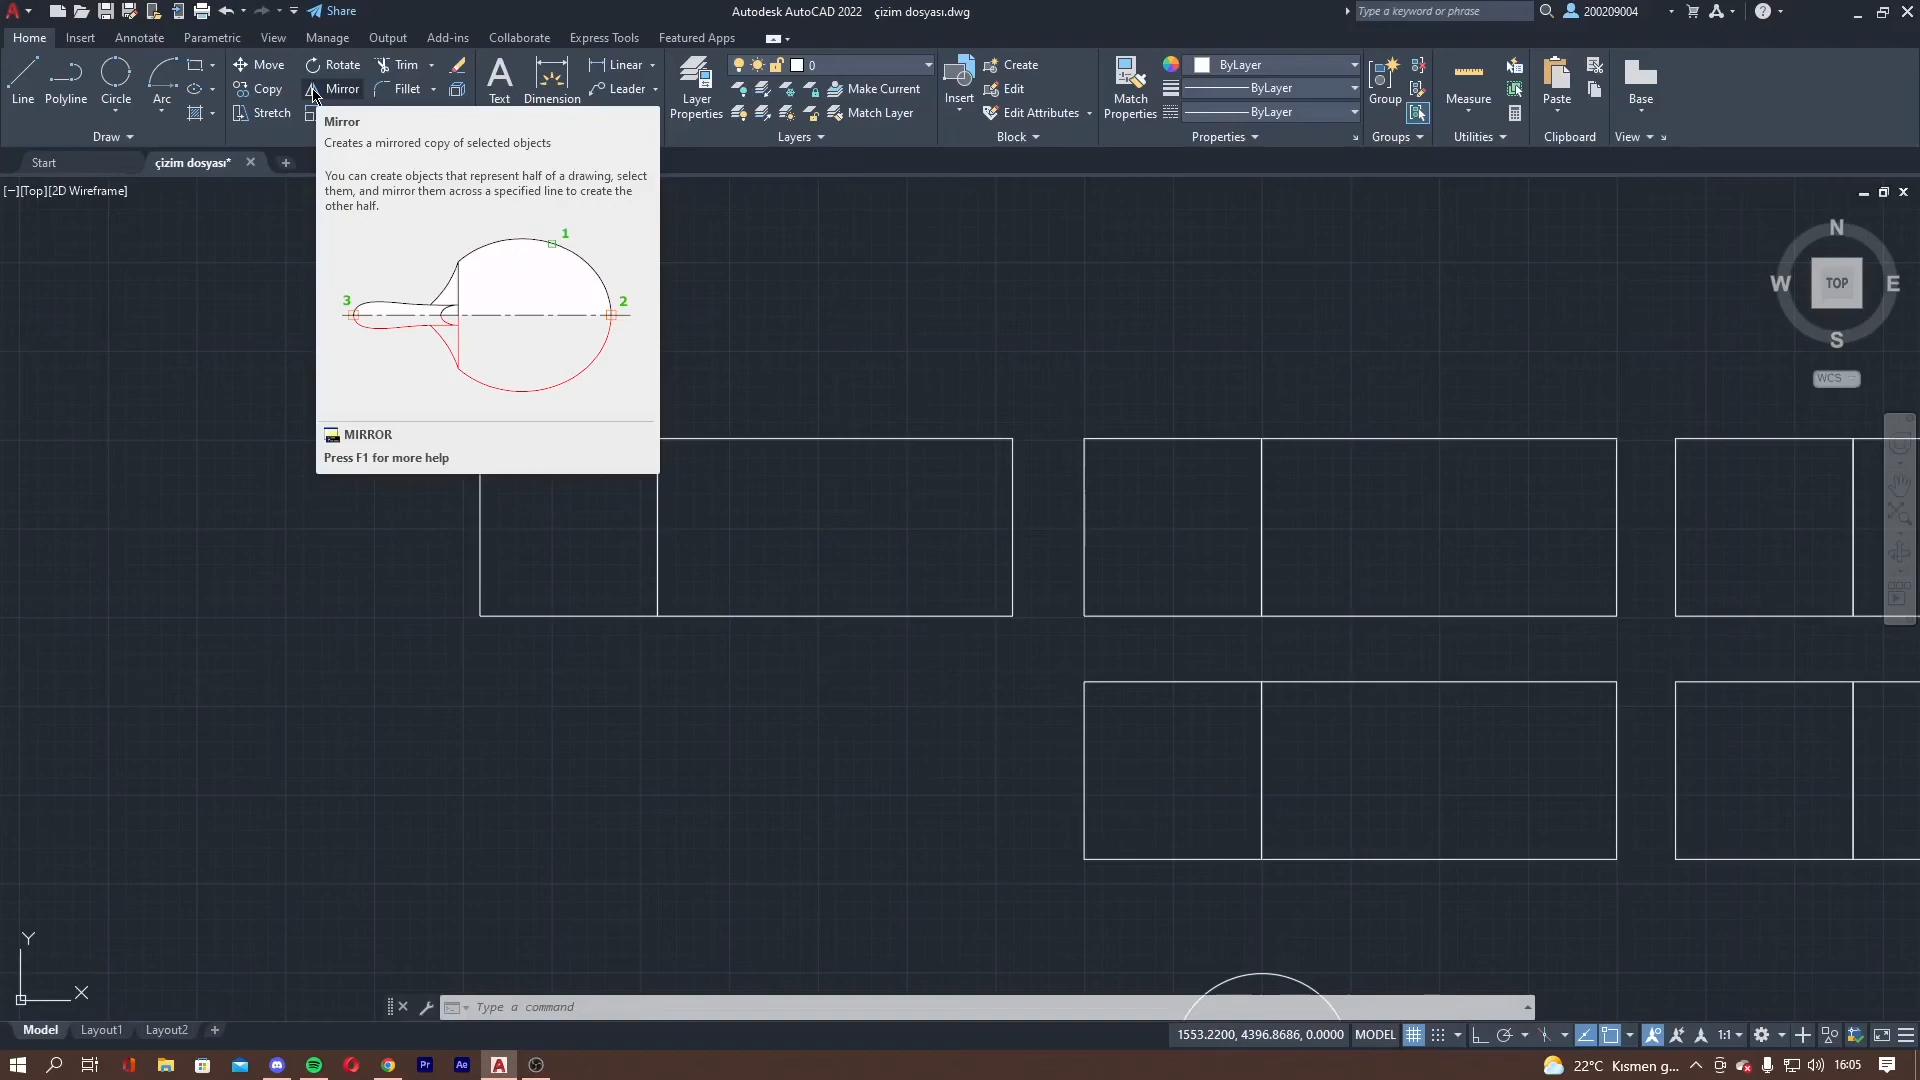 Share
Autodesk AutoCAD 2022 çizim dosyası.dwg
Type a keyword or phrase
200209004
Home Insert Annotate Parametric View Manage Output Add-ins Collaborate Express Tools Featured Apps
Move Rotate Trim
Copy Mirror Fillet
Stretch
Line Polyline Circle Arc
Draw
Text Dimension
Linear
Leader
Layer
Properties
0
Make Current
Match Layer
Layers
Insert
Create
Edit
Edit Attributes
Block
Match
Properties
ByLayer
ByLayer
ByLayer
Properties
Group
Groups
Measure
Utilities
Paste
Clipboard
Base
View
Start çizim dosyası*
[−][Top][2D Wireframe]
Mirror
Creates a mirrored copy of selected objects
You can create objects that represent half of a drawing, select
them, and mirror them across a specified line to create the
other half.
1
3 2
MIRROR
Press F1 for more help
N
W TOP E
S
WCS
Y
X
Type a command
Model Layout1 Layout2
1553.2200, 4396.8686, 0.0000 MODEL
1:1
Pr Ae A
22°C Kısmen g...
16:05